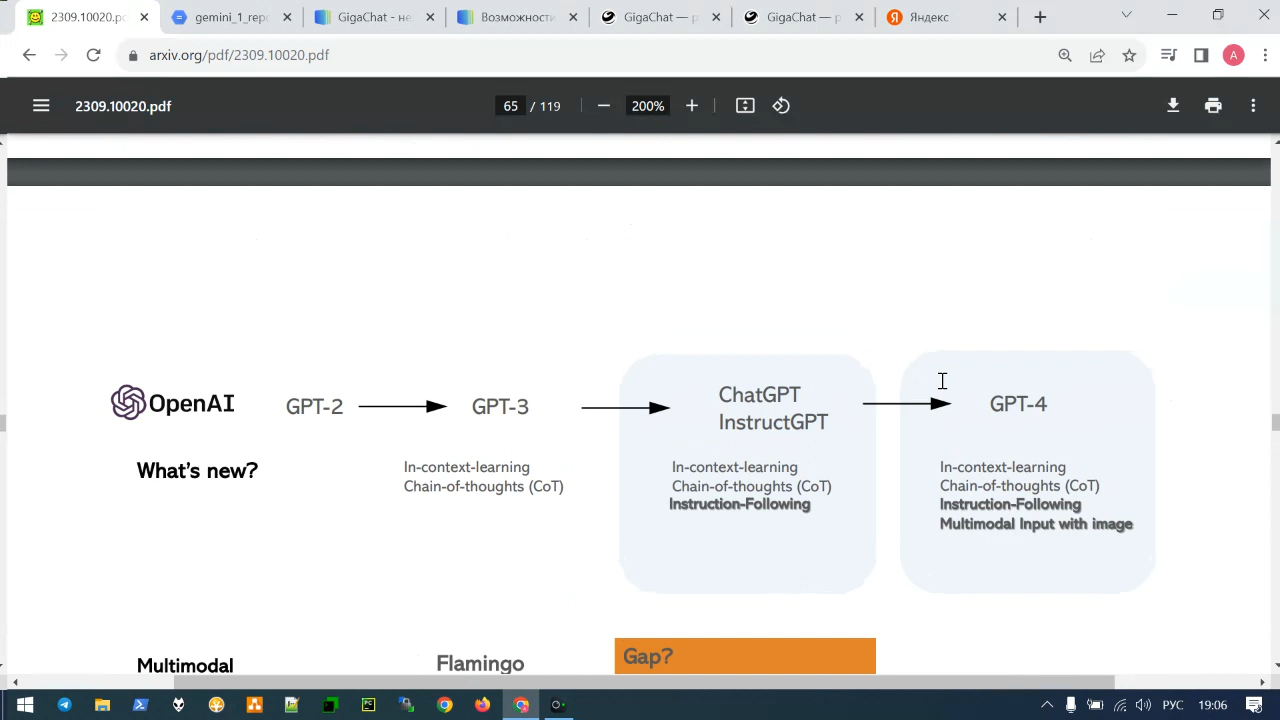 2309.10020.pd
gemini_1_repo
GigaChat - не
Возможности
GigaChat — р
GigaChat — р
Яндекс
arxiv.org/pdf/2309.10020.pdf
A
2309.10020.pdf
65 / 119
200%
OpenAI
GPT-2
GPT-3
ChatGPT
InstructGPT
GPT-4
What's new?
In-context-learning
Chain-of-thoughts (CoT)
In-context-learning
Chain-of-thoughts (CoT)
Instruction-Following
In-context-learning
Chain-of-thoughts (CoT)
Instruction-Following
Multimodal Input with image
Multimodal
Flamingo
Gap?
РУС
19:06